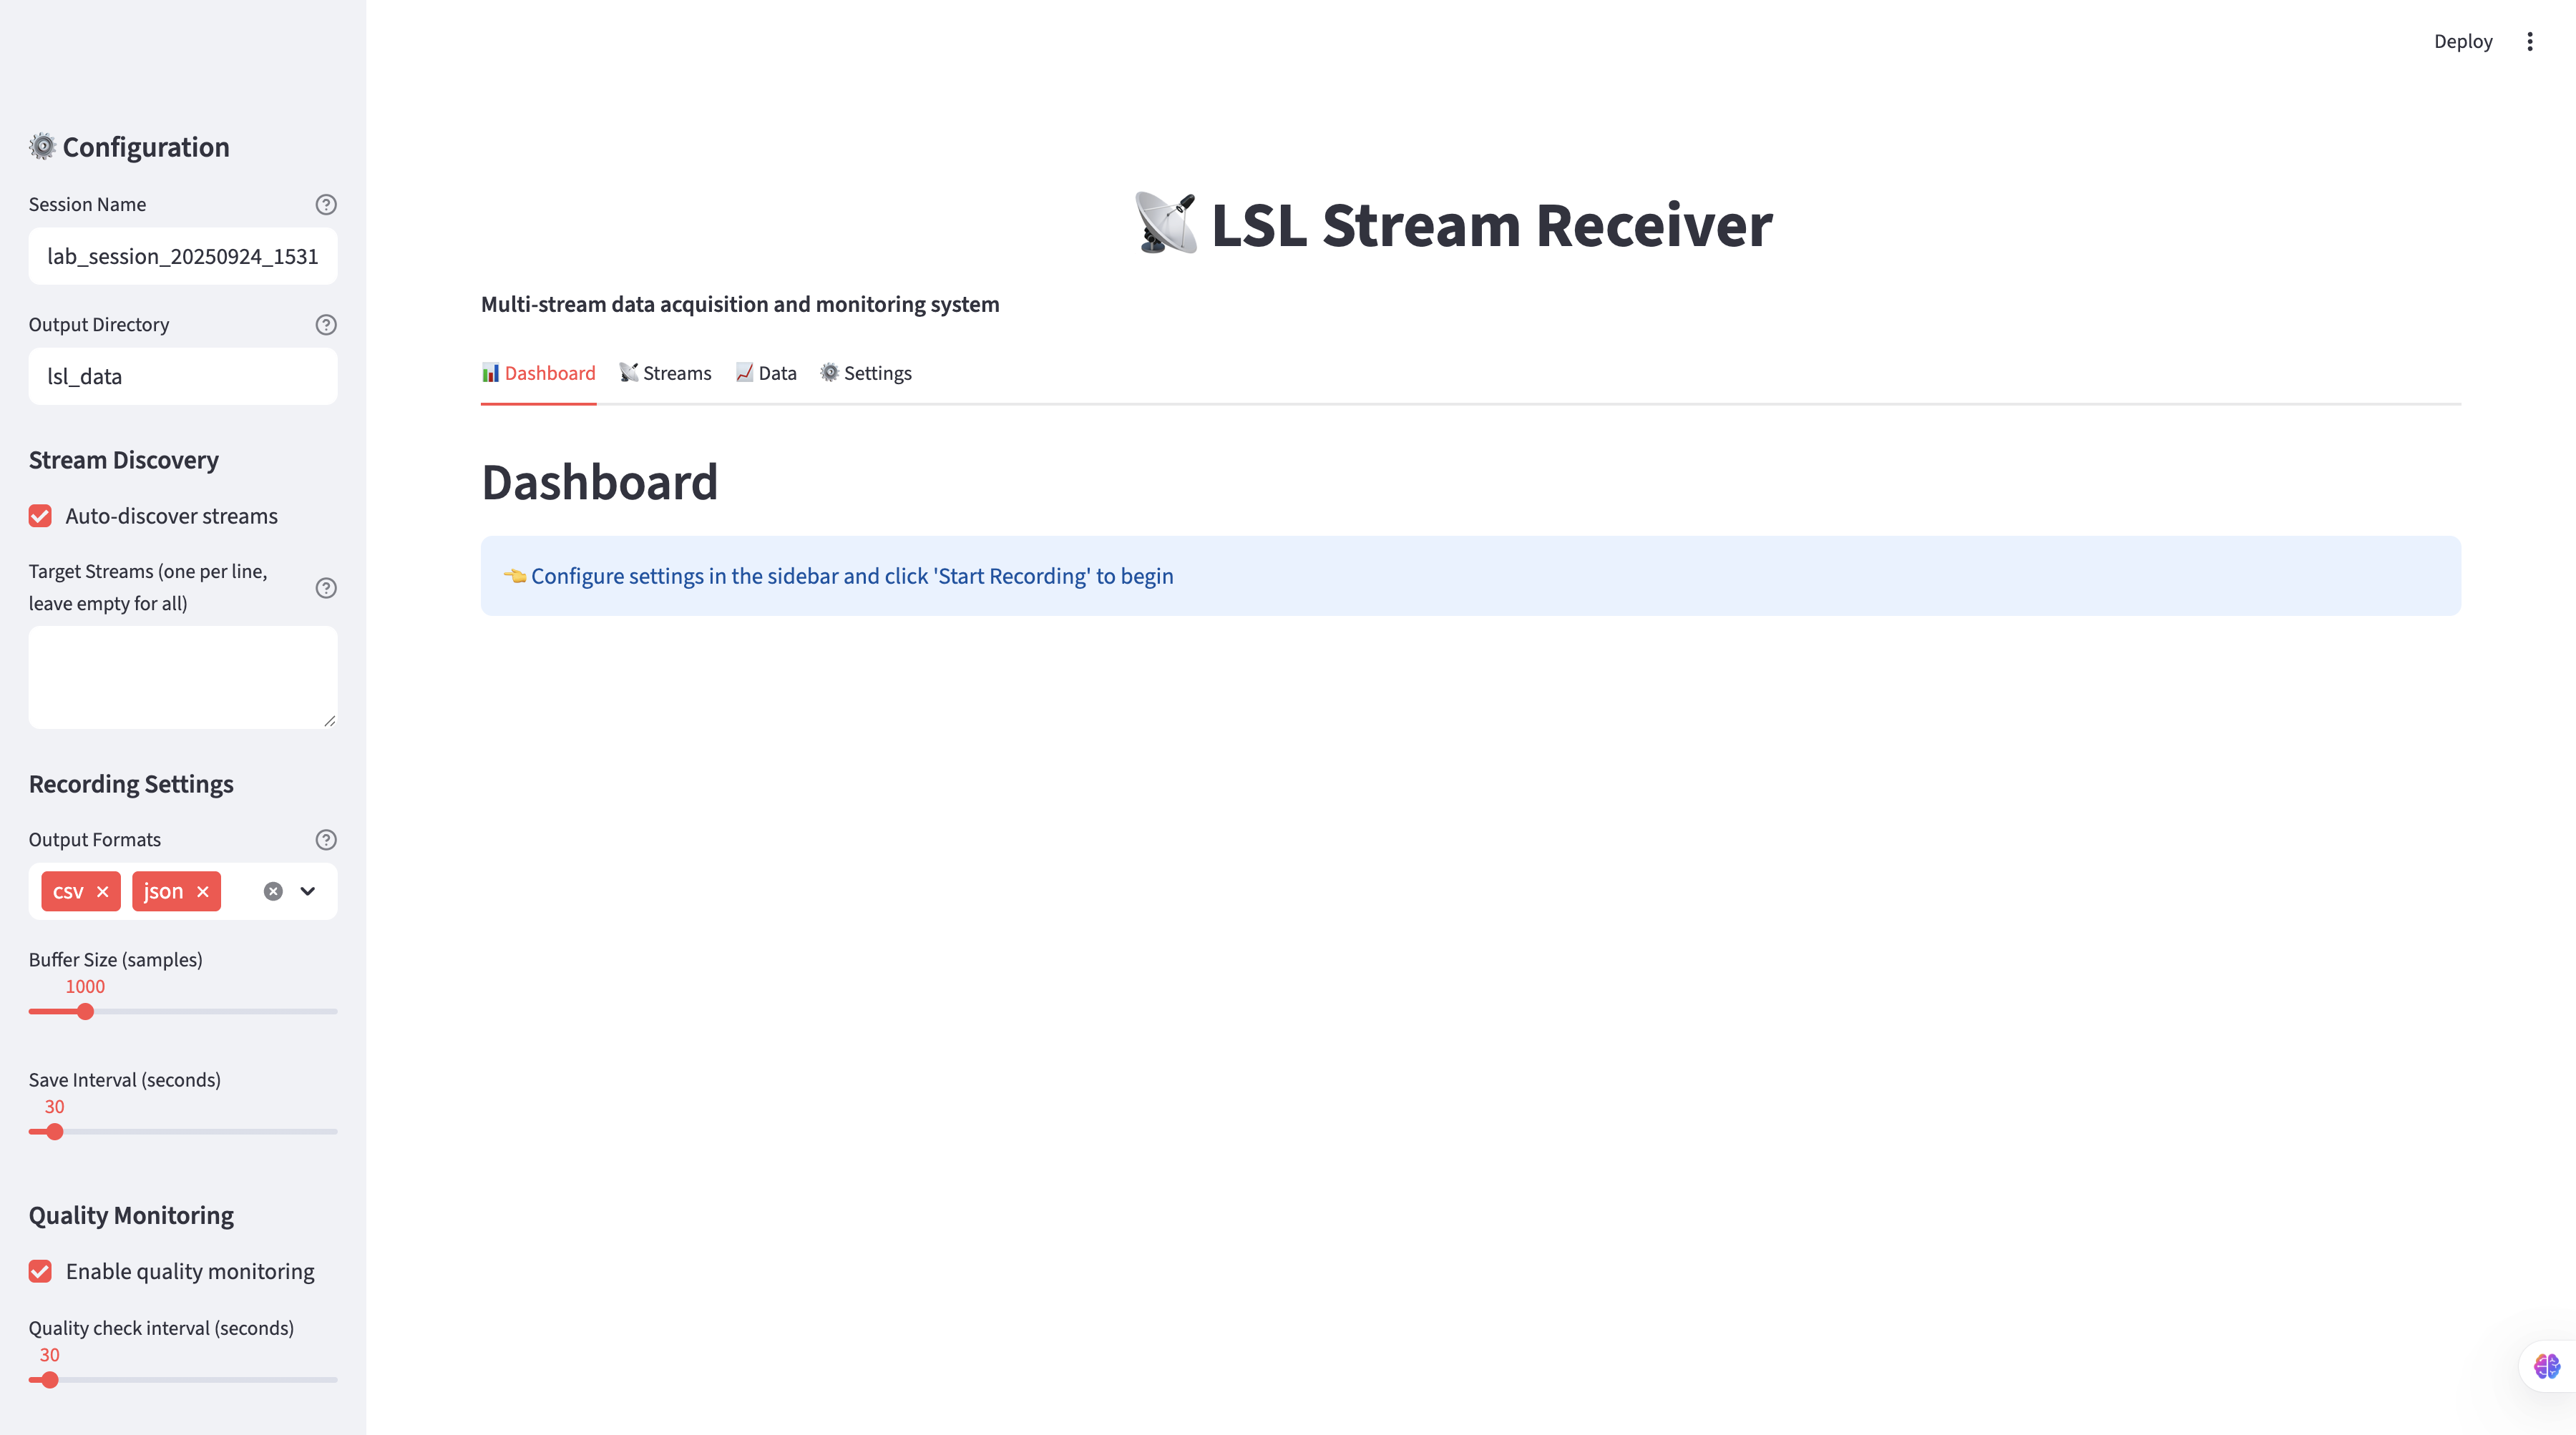 Deploy
Configuration
Session Name
lab_session_20250924_1531
Output Directory
lsl_data
Stream Discovery
Auto-discover streams
Target Streams (one per line,
leave empty for all)
Recording Settings
Output Formats
csv
json
Buffer Size (samples)
1000
Save Interval (seconds)
30
Quality Monitoring
Enable quality monitoring
Quality check interval (seconds)
30
LSL Stream Receiver
Multi-stream data acquisition and monitoring system
Dashboard Streams Data Settings
Dashboard
Configure settings in the sidebar and click 'Start Recording' to begin